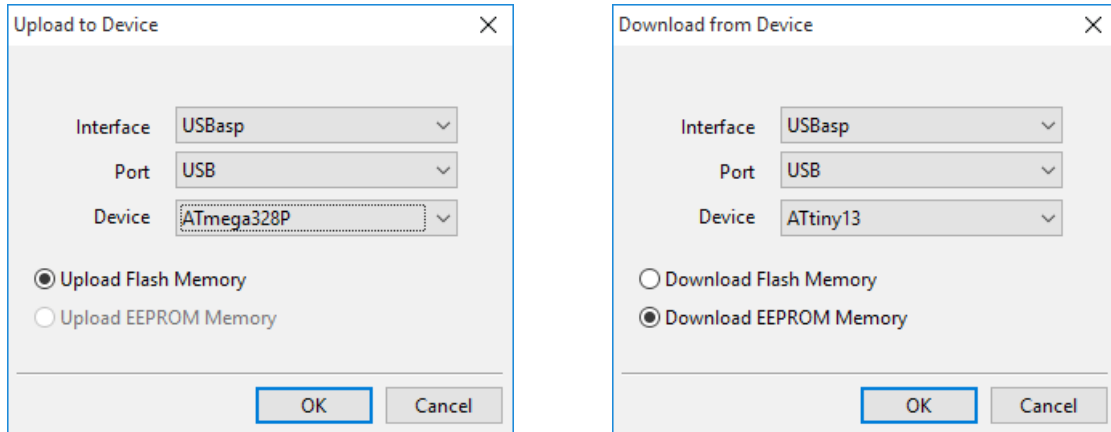 Upload to Device
Interface USBasp
Port USB
Device ATmega328P
Upload Flash Memory
Upload EEPROM Memory
OK Cancel
Download from Device
Interface USBasp
Port USB
Device ATtiny13
Download Flash Memory
Download EEPROM Memory
OK Cancel